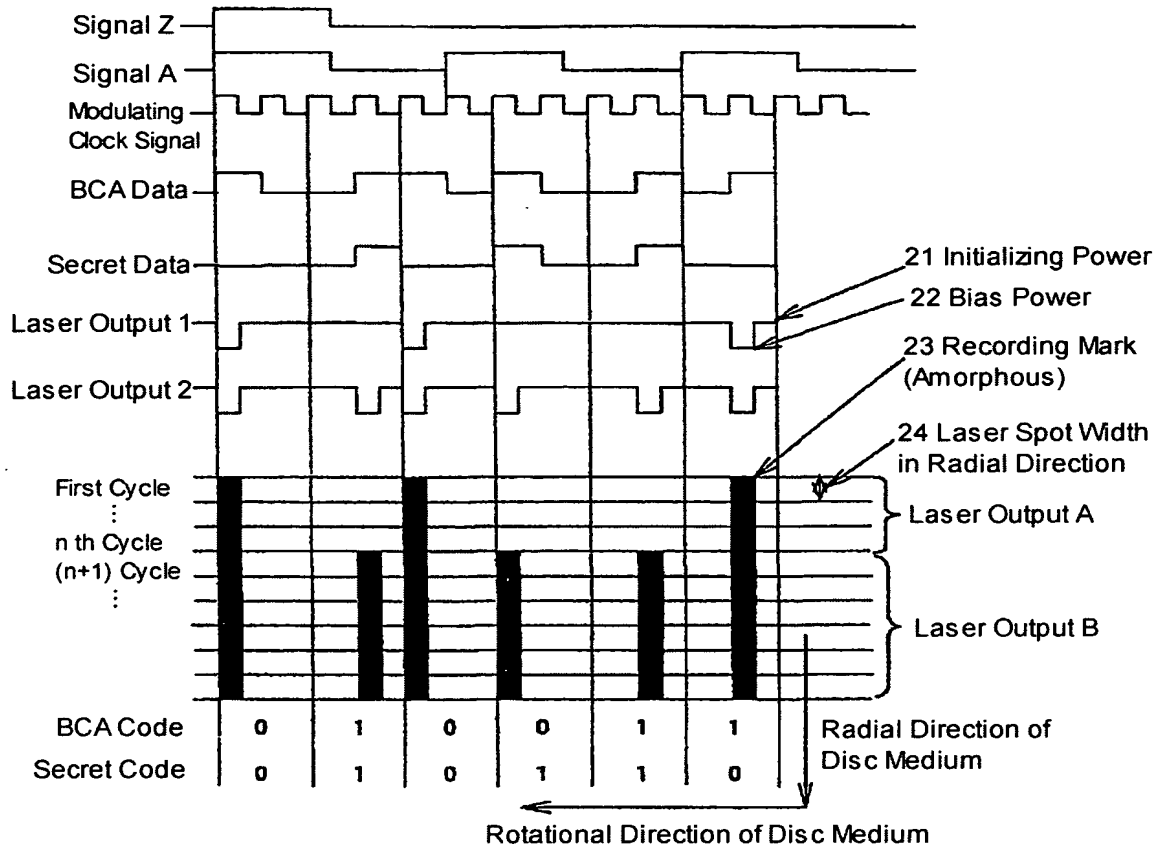 Signal Z
Signal A
Modulating
Clock Signal
BCA Data
Secret Data
21 Initializing Power
22 Bias Power
Laser Output 1
23 Recording Mark
(Amorphous)
Laser Output 2
24 Laser Spot Width
in Radial Direction
First Cycle
⋮
n th Cycle
(n+1) Cycle
⋮
Laser Output A
Laser Output B
BCA Code 0 1 0 0 1 1
Secret Code 0 1 0 1 1 0
Radial Direction of
Disc Medium
Rotational Direction of Disc Medium